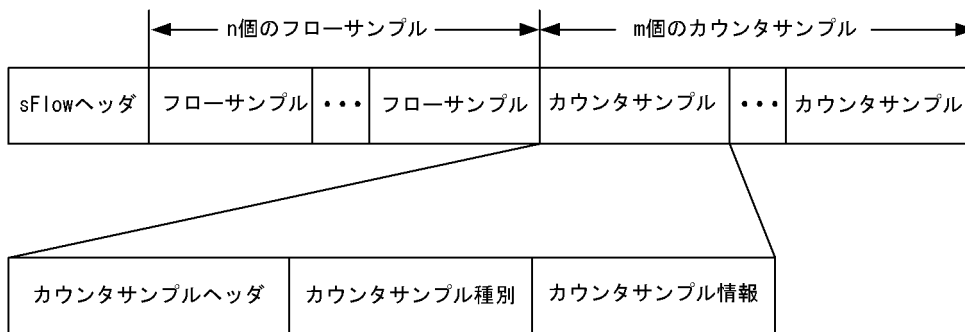 n個のフローサンプル m個のカウンタサンプル
sFlowヘッダ フローサンプル ・・・ フローサンプル カウンタサンプル ・・・ カウンタサンプル
カウンタサンプルヘッダ カウンタサンプル種別 カウンタサンプル情報